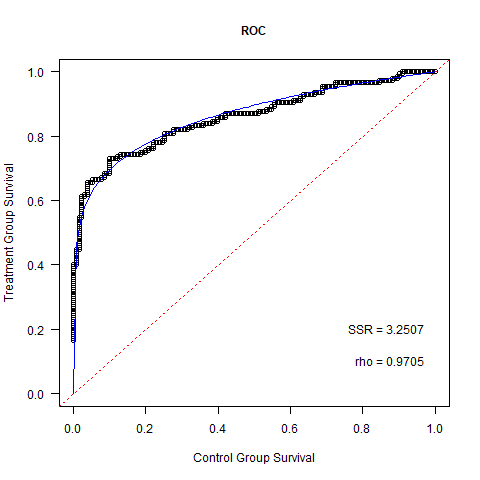 ROC
Treatment Group Survival
1.0
0.8
0.6
0.4
0.2
0.0
SSR = 3.2507
rho = 0.9705
0.0 0.2 0.4 0.6 0.8 1.0
Control Group Survival